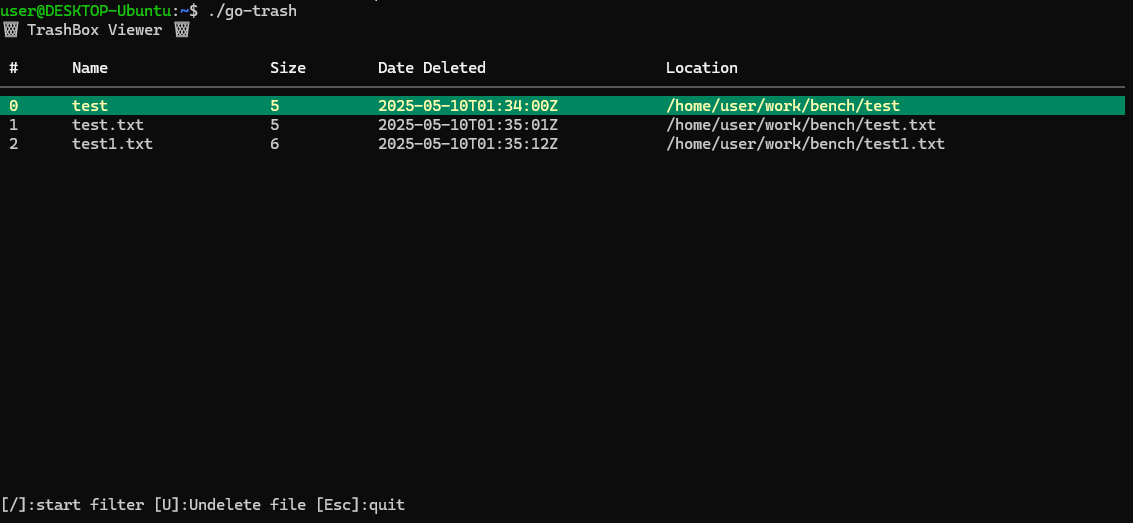 user@DESKTOP-Ubuntu:~$ ./go-trash
🗑 TrashBox Viewer 🗑
# Name Size Date Deleted Location
0 test 5 2025-05-10T01:34:00Z /home/user/work/bench/test
1 test.txt 5 2025-05-10T01:35:01Z /home/user/work/bench/test.txt
2 test1.txt 6 2025-05-10T01:35:12Z /home/user/work/bench/test1.txt
[/]:start filter [U]:Undelete file [Esc]:quit